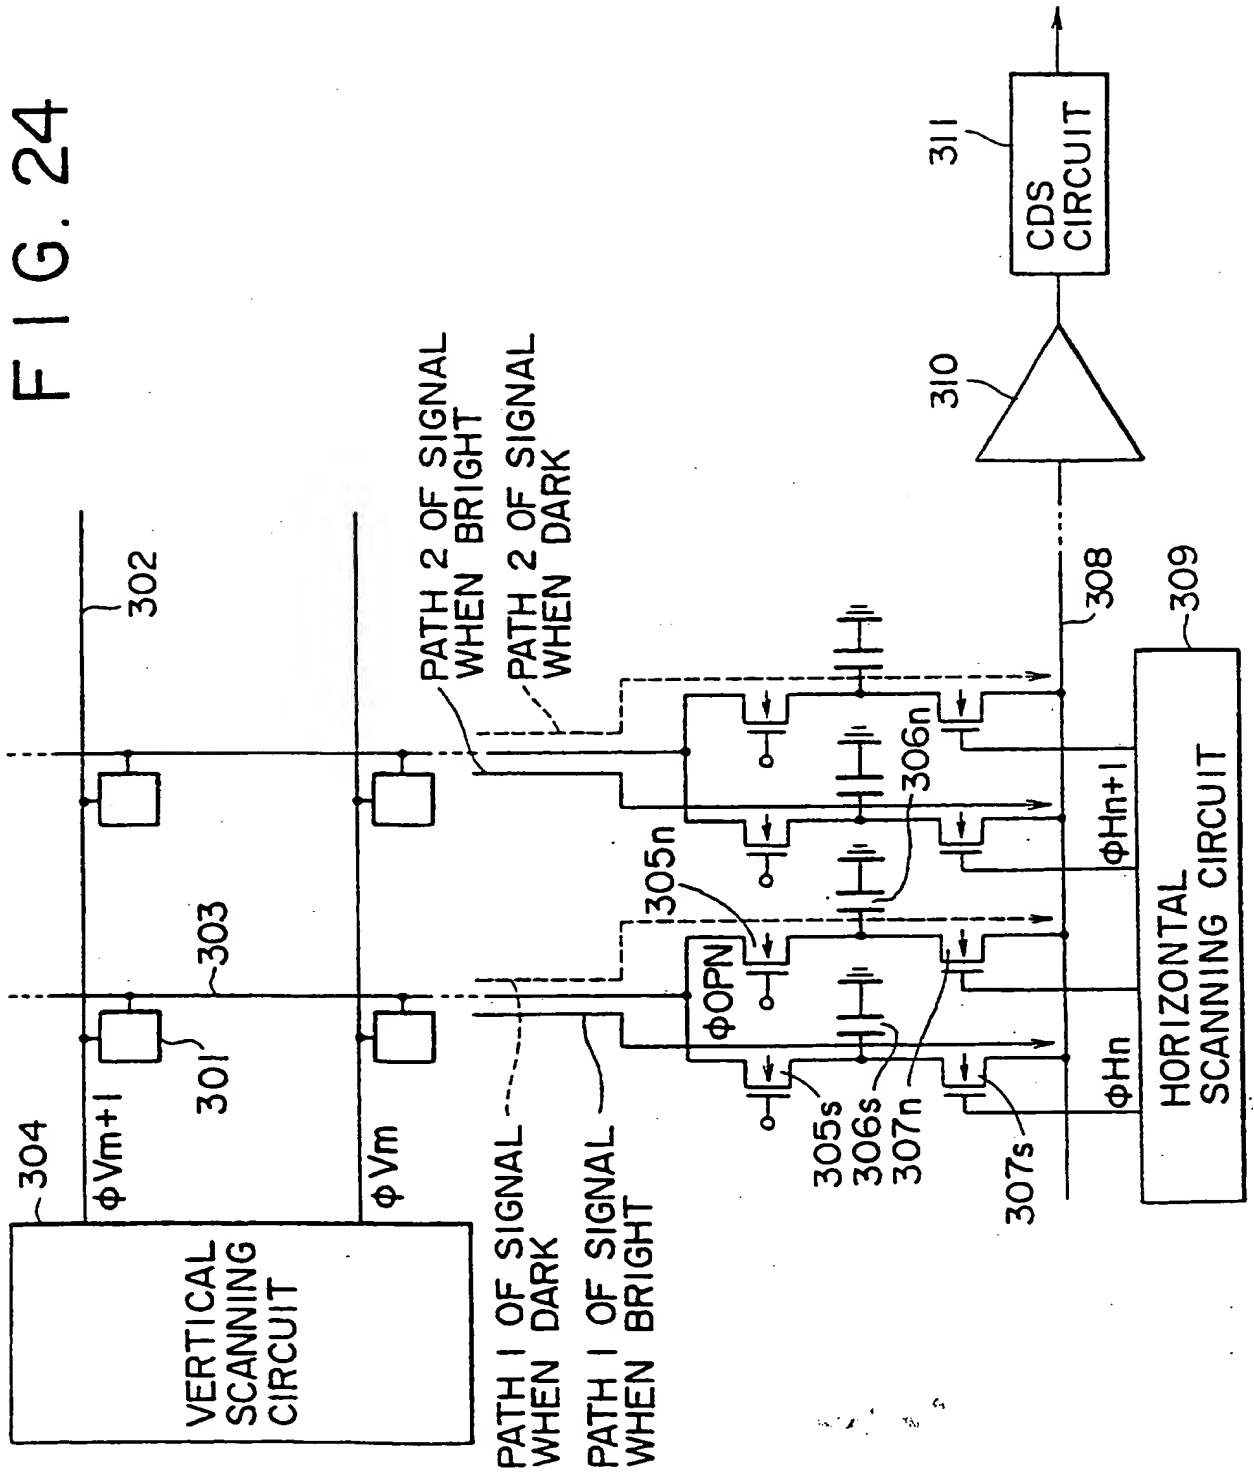 FIG. 24
304
VERTICAL
SCANNING
CIRCUIT
ΦVm+1
ΦVm
301
303
302
PATH 1 OF SIGNAL
WHEN DARK
PATH 1 OF SIGNAL
WHEN BRIGHT
PATH 2 OF SIGNAL
WHEN BRIGHT
PATH 2 OF SIGNAL
WHEN DARK
ΦOPN
305n
305s
306s
307n
306n
307s
ΦHn
ΦHn+1
308
309
HORIZONTAL
SCANNING CIRCUIT
310
311
CDS
CIRCUIT